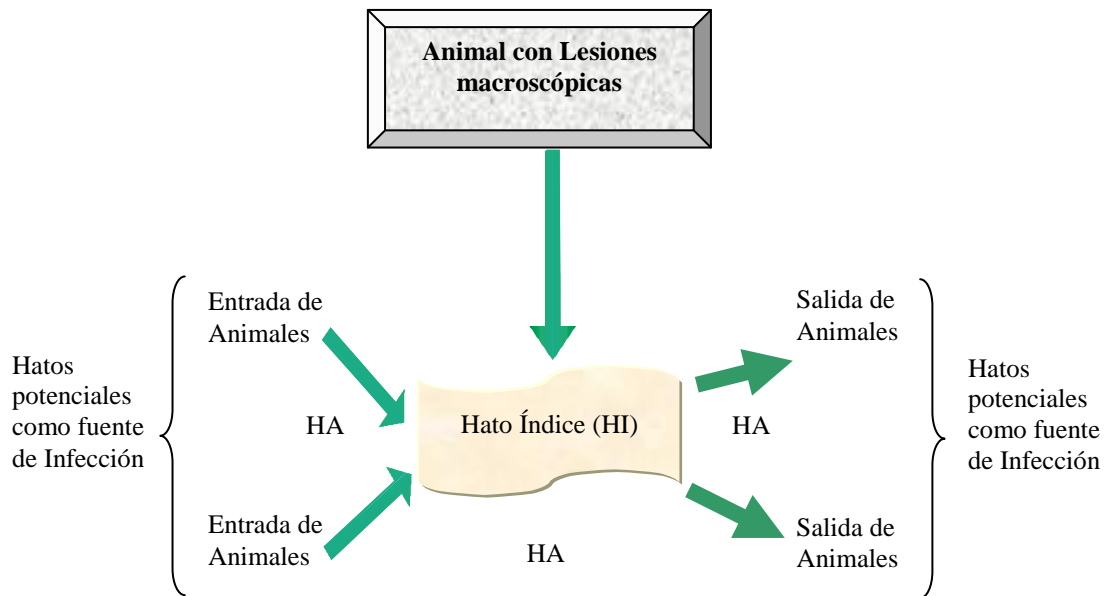 Animal con Lesiones
macroscópicas
Entrada de
Animales
Salida de
Animales
Hatos
potenciales
como fuente
de Infección
HA
Hato Índice (HI)
HA
Hatos
potenciales
como fuente
de Infección
Entrada de
Animales
HA
Salida de
Animales